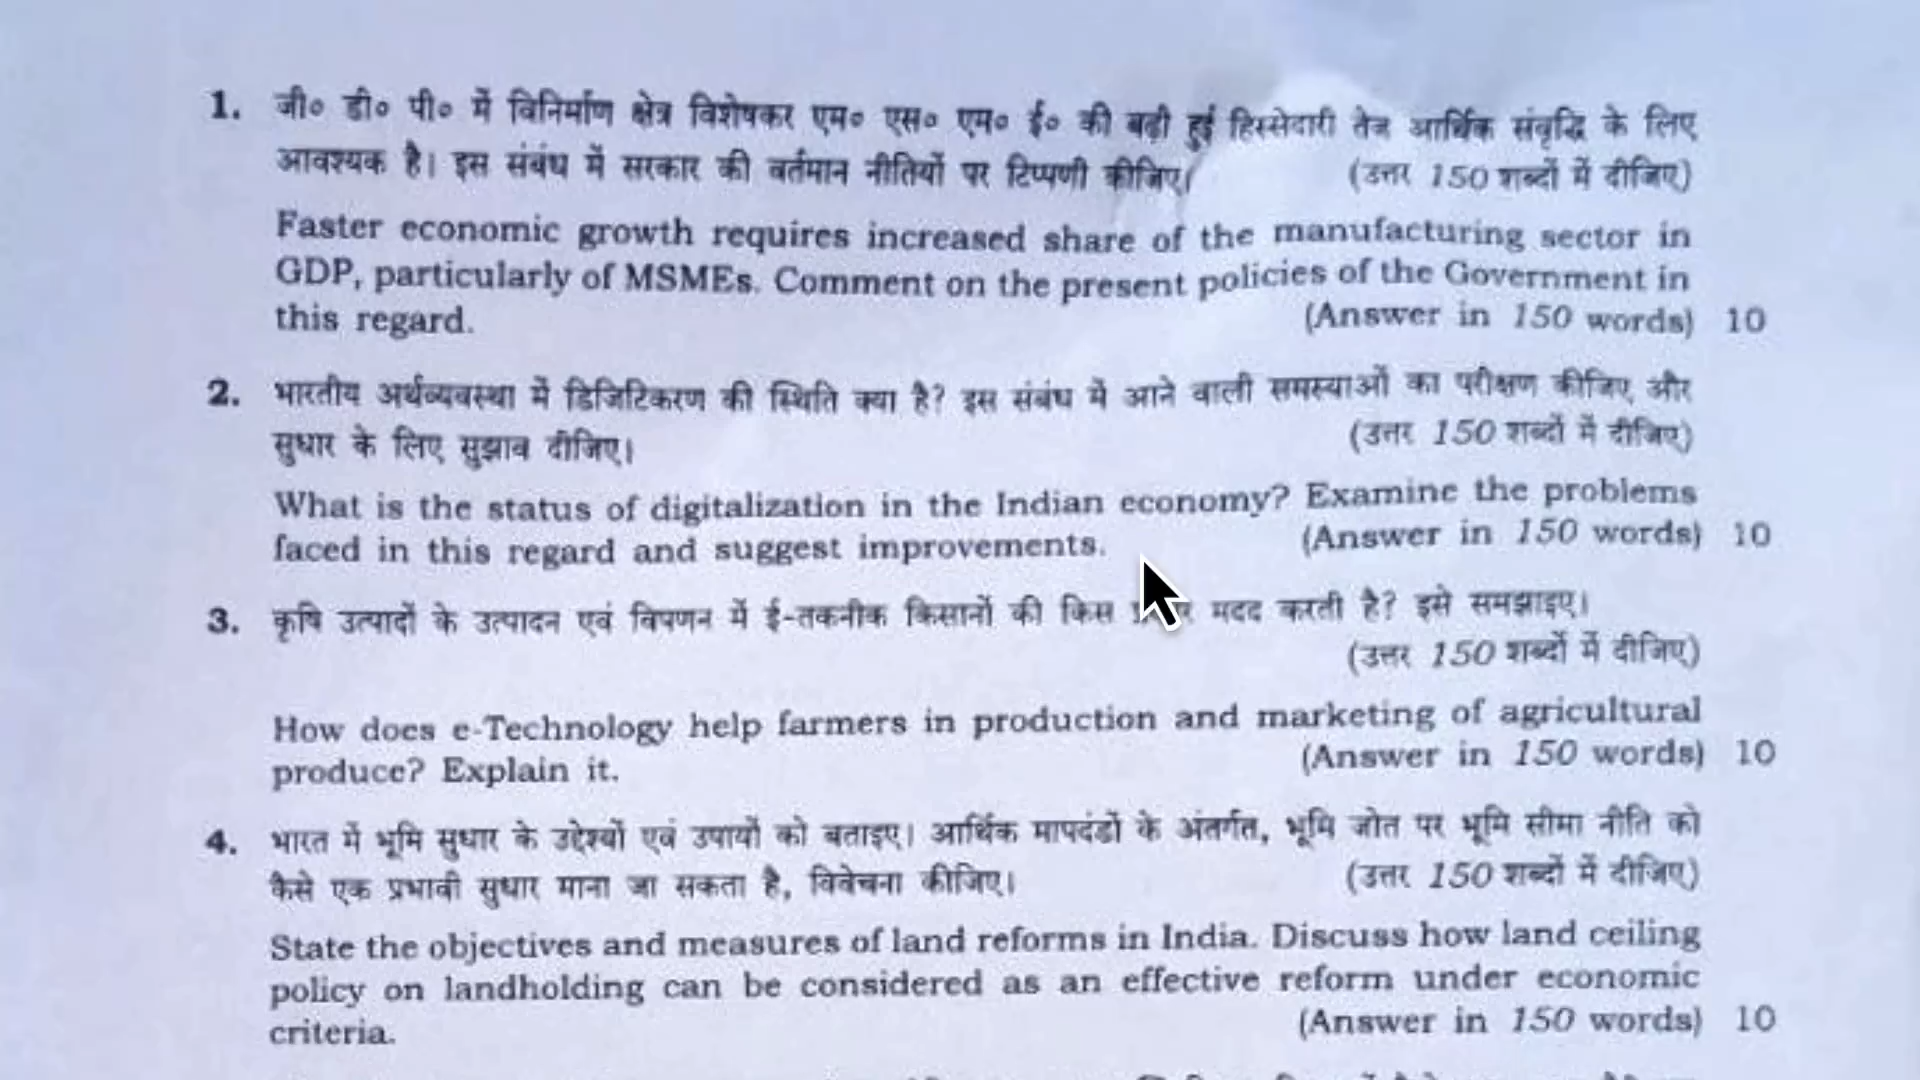 1. जी० डी० पी० में विनिर्माण क्षेत्र विशेषकर एम० एस० एम० ई० की बढ़ी हुई हिस्सेदारी तेज आर्थिक संवृद्धि के लिए
आवश्यक है। इस संबंध में सरकार की वर्तमान नीतियों पर टिप्पणी कीजिए। (उत्तर 150 शब्दों में दीजिए)
Faster economic growth requires increased share of the manufacturing sector in
GDP, particularly of MSMEs. Comment on the present policies of the Government in
this regard. (Answer in 150 words) 10
2. भारतीय अर्थव्यवस्था में डिजिटिकरण की स्थिति क्या है? इस संबंध में आने वाली समस्याओं का परीक्षण कीजिए और
सुधार के लिए सुझाव दीजिए। (उत्तर 150 शब्दों में दीजिए)
What is the status of digitalization in the Indian economy? Examine the problems
faced in this regard and suggest improvements. (Answer in 150 words) 10
3. कृषि उत्पादों के उत्पादन एवं विपणन में ई-तकनीक किसानों की किस मदद करती है? इसे समझाइए।
(उत्तर 150 शब्दों में दीजिए)
How does e-Technology help farmers in production and marketing of agricultural
produce? Explain it. (Answer in 150 words) 10
4. भारत में भूमि सुधार के उद्देश्यों एवं उपायों को बताइए। आर्थिक मापदंडों के अंतर्गत, भूमि जोत पर भूमि सीमा नीति को
कैसे एक प्रभावी सुधार माना जा सकता है, विवेचना कीजिए। (उत्तर 150 शब्दों में दीजिए)
State the objectives and measures of land reforms in India. Discuss how land ceiling
policy on landholding can be considered as an effective reform under economic
criteria. (Answer in 150 words) 10